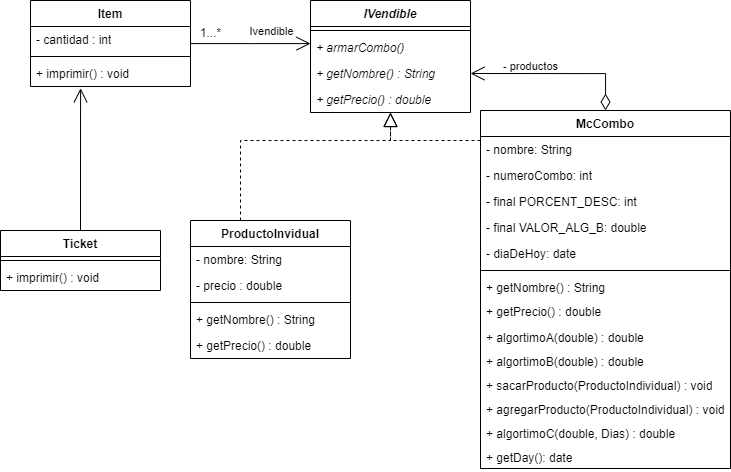 Item
- cantidad : int
+ imprimir() : void
1...*
Ivendible
IVendible
+ armarCombo()
+ getNombre() : String
+ getPrecio() : double
- productos
McCombo
- nombre: String
- numeroCombo: int
- final PORCENT_DESC: int
- final VALOR_ALG_B: double
- diaDeHoy: date
+ getNombre() : String
+ getPrecio() : double
+ algortimoA(double) : double
+ algortimoB(double) : double
+ sacarProducto(ProductoIndividual) : void
+ agregarProducto(ProductoIndividual) : void
+ algortimoC(double, Dias) : double
+ getDay(): date
Ticket
+ imprimir() : void
ProductoInvidual
- nombre: String
- precio : double
+ getNombre() : String
+ getPrecio() : double